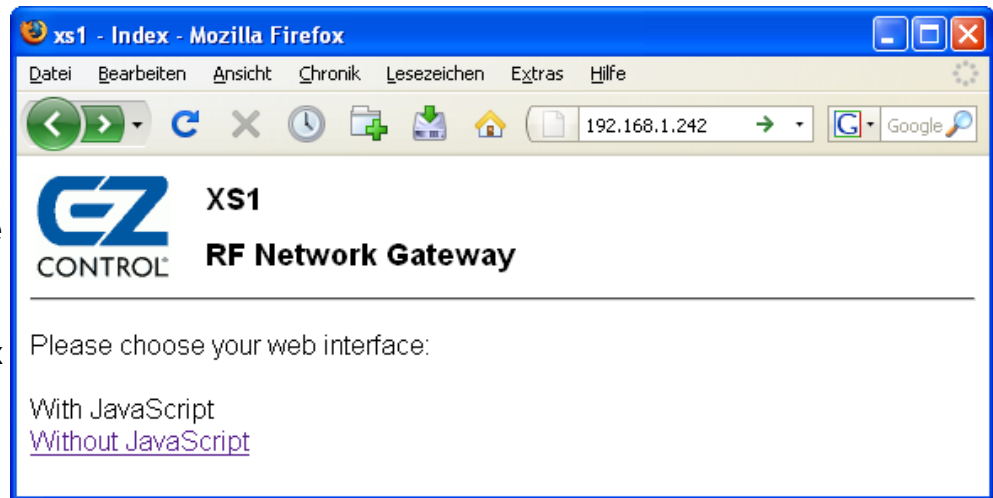 xs1 - Index - Mozilla Firefox
Datei Bearbeiten Ansicht Chronik Lesezeichen Extras Hilfe
192.168.1.242 G Google
EZ
CONTROL
XS1
RF Network Gateway
Please choose your web interface:
With JavaScript
Without JavaScript